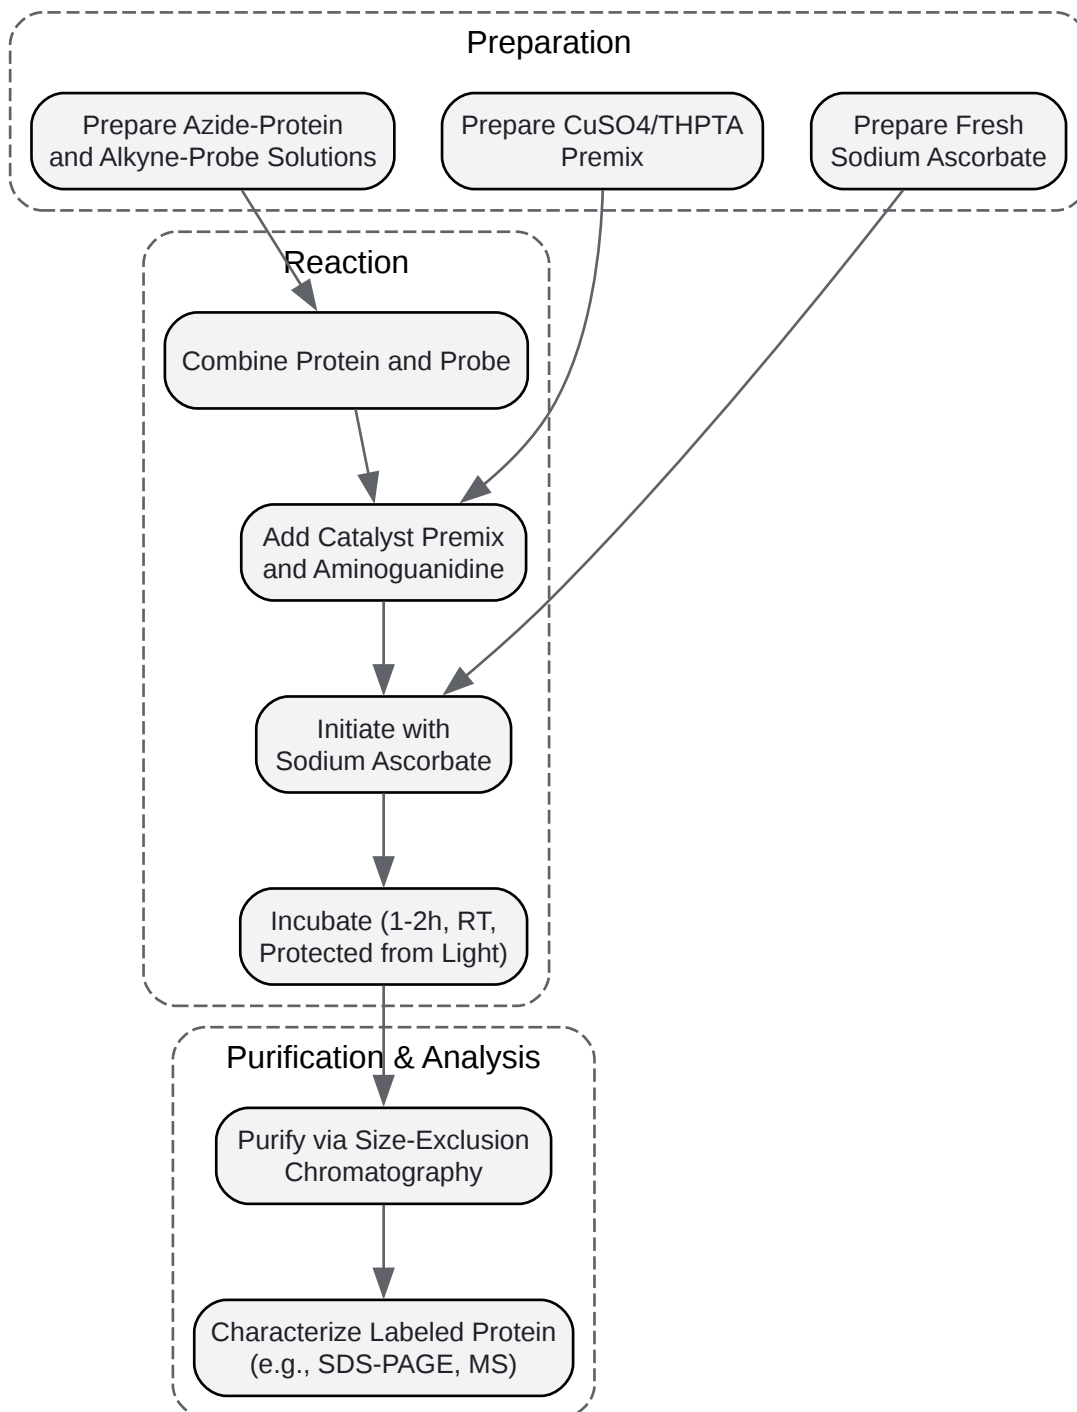 Preparation
Prepare Azide-Protein
and Alkyne-Probe Solutions
Prepare CuSO4/THPTA
Premix
Prepare Fresh
Sodium Ascorbate
Reaction
Combine Protein and Probe
Add Catalyst Premix
and Aminoguanidine
Initiate with
Sodium Ascorbate
Incubate (1-2h, RT,
Protected from Light)
Purification & Analysis
Purify via Size-Exclusion
Chromatography
Characterize Labeled Protein
(e.g., SDS-PAGE, MS)